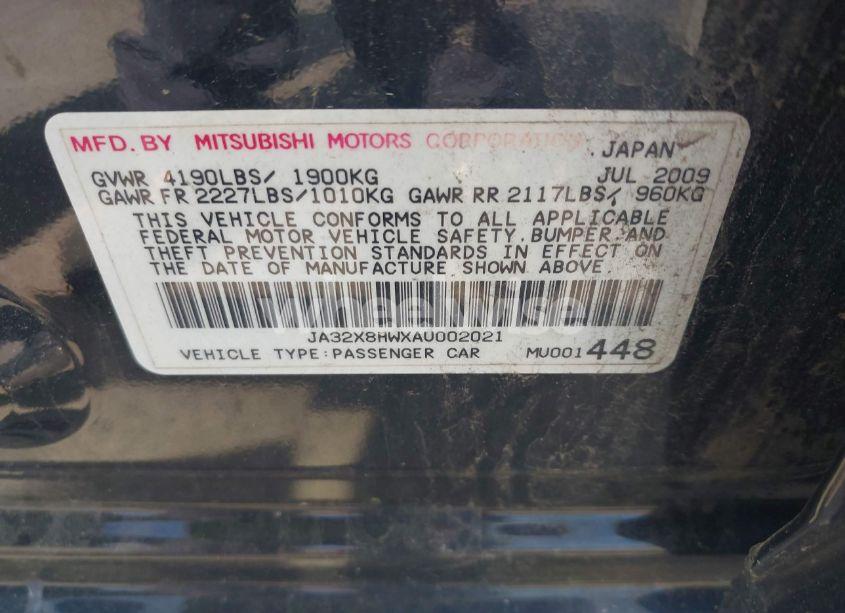 MFD. BY MITSUBISHI MOTORS CORPORATION JAPAN
GVWR 4190LBS/ 1900KG JUL 2009
GAWR FR 2227LBS/1010KG GAWR RR 2117LBS/ 960KG
THIS VEHICLE CONFORMS TO ALL APPLICABLE
FEDERAL MOTOR VEHICLE SAFETY, BUMPER AND
THEFT PREVENTION STANDARDS IN EFFECT ON
THE DATE OF MANUFACTURE SHOWN ABOVE.
JA32X8HWXAU002021
VEHICLE TYPE:PASSENGER CAR MU001448